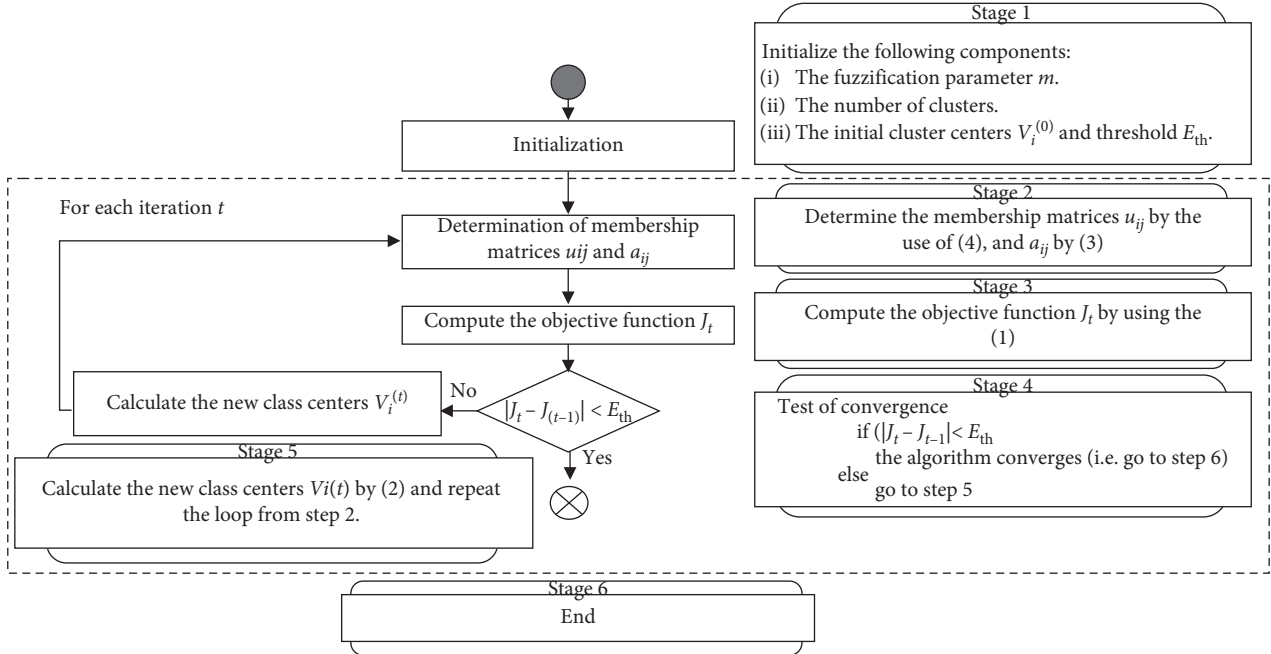 Stage 1
Initialize the following components:
(i) The fuzzification parameter m.
(ii) The number of clusters.
(iii) The initial cluster centers V_i^(0) and threshold E_th.
Initialization
For each iteration t
Determination of membership
matrices uij and a_ij
Stage 2
Determine the membership matrices u_ij by the
use of (4), and a_ij by (3)
Compute the objective function J_t
Stage 3
Compute the objective function J_t by using the
(1)
Calculate the new class centers V_i^(t)
No
|J_t – J_(t–1)| < E_th
Yes
Stage 4
Test of convergence
if (|J_t – J_t–1|< E_th
the algorithm converges (i.e. go to step 6)
else
go to step 5
Stage 5
Calculate the new class centers Vi(t) by (2) and repeat
the loop from step 2.
Stage 6
End